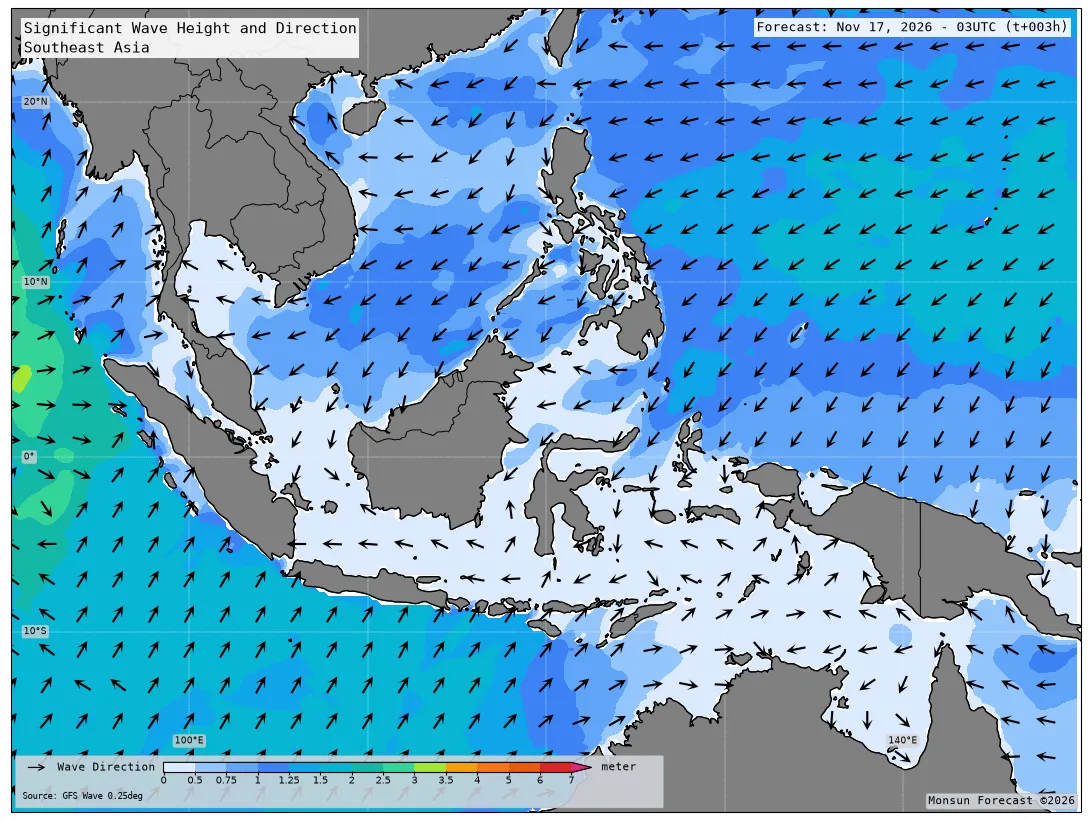 Significant Wave Height and Direction
Southeast Asia
Forecast: Nov 17, 2026 - 03UTC (t+003h)
20°N
10°N
0°
10°S
100°E
140°E
Wave Direction
meter
0 0.5 0.75 1 1.25 1.5 2 2.5 3 3.5 4 5 6 7
Source: GFS Wave 0.25deg
Monsun Forecast ©2026